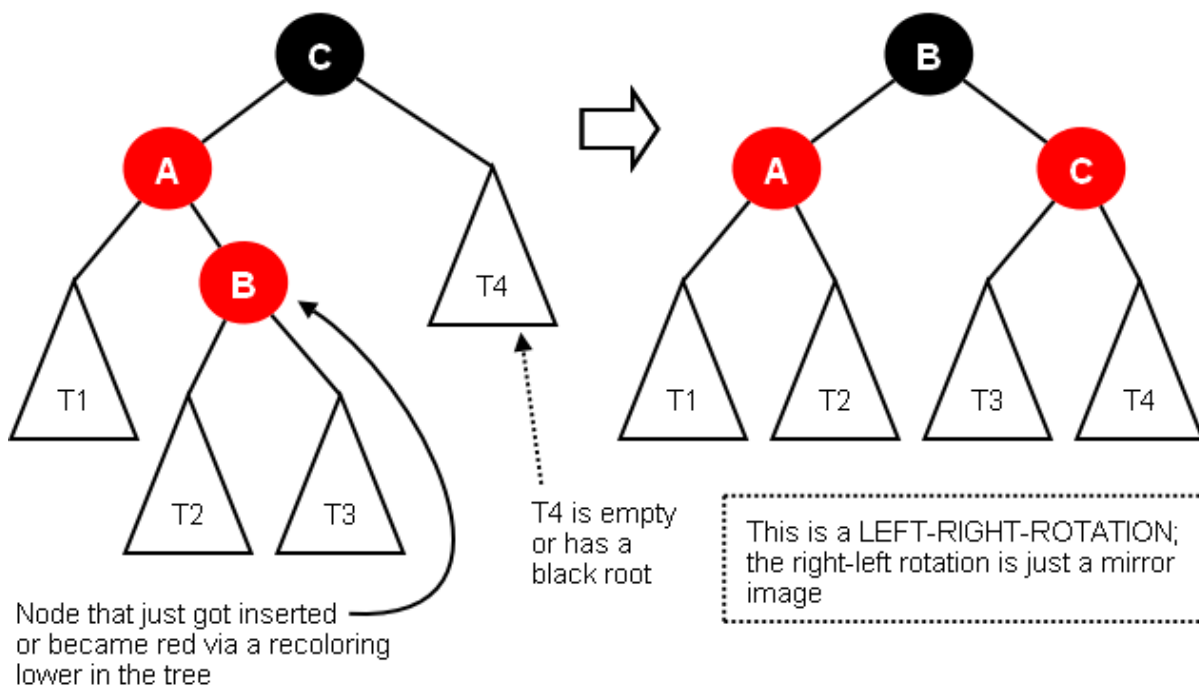 C
B
A
A
C
B
T4
T1
T2
T3
T1
T2
T3
T4
T4 is empty
or has a
black root
This is a LEFT-RIGHT-ROTATION;
the right-left rotation is just a mirror
image
Node that just got inserted
or became red via a recoloring
lower in the tree